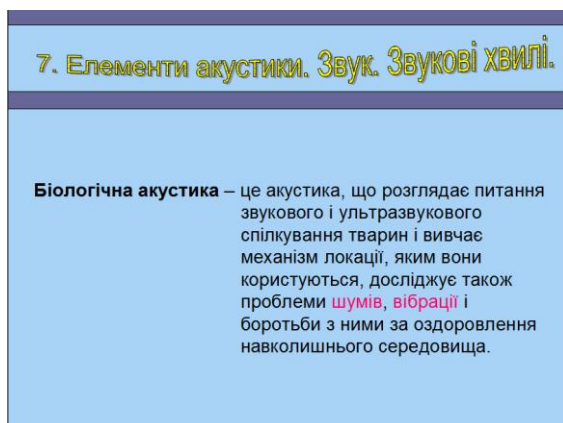 7. Елементи акустики. Звук. Звукові хвилі.
Біологічна акустика – це акустика, що розглядає питання
звукового і ультразвукового
спілкування тварин і вивчає
механізм локації, яким вони
користуються, досліджує також
проблеми шумів, вібрації і
боротьби з ними за оздоровлення
навколишнього середовища.